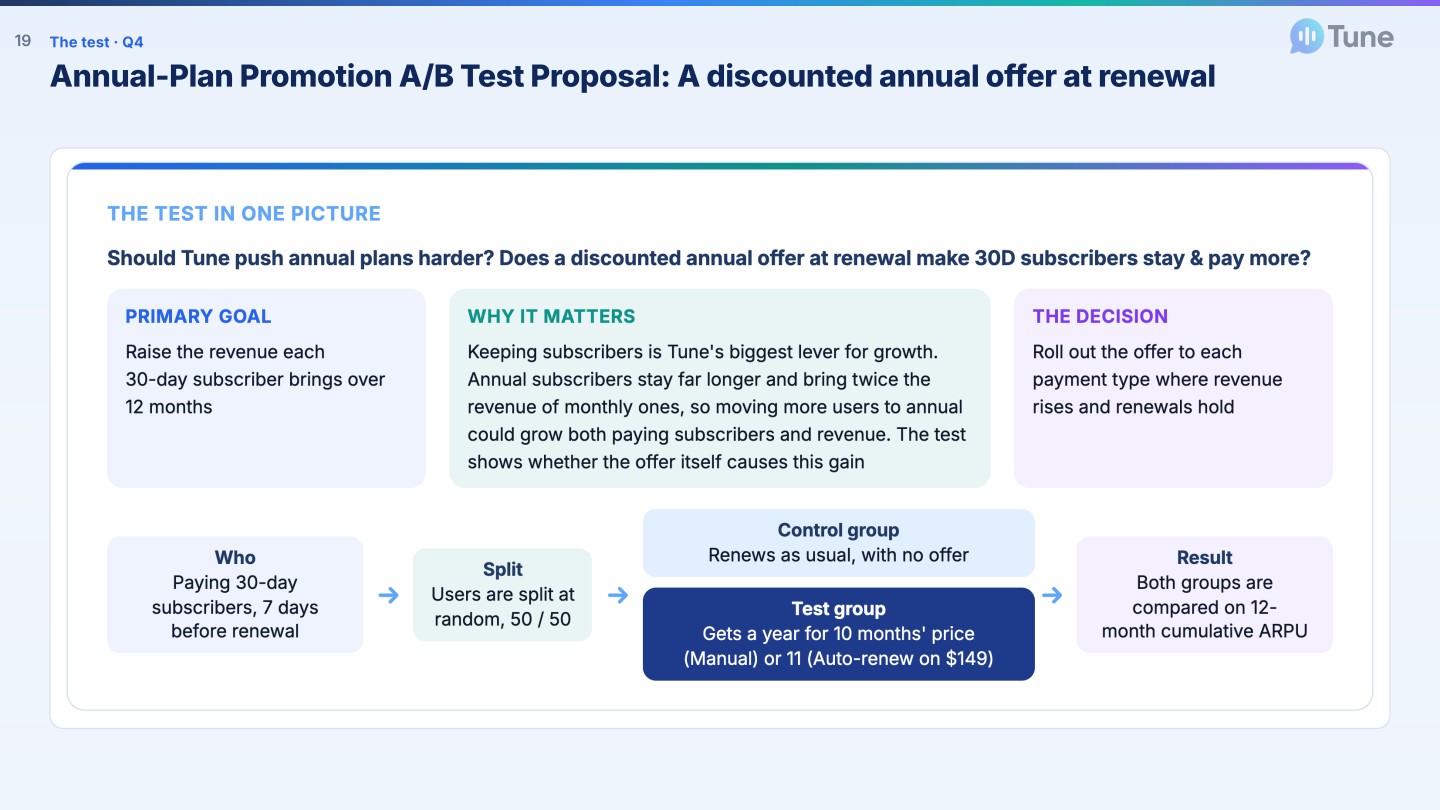 19
The test · Q4
Tune
Annual-Plan Promotion A/B Test Proposal: A discounted annual offer at renewal
THE TEST IN ONE PICTURE
Should Tune push annual plans harder? Does a discounted annual offer at renewal make 30D subscribers stay & pay more?
PRIMARY GOAL
Raise the revenue each
30-day subscriber brings over
12 months
WHY IT MATTERS
Keeping subscribers is Tune's biggest lever for growth.
Annual subscribers stay far longer and bring twice the
revenue of monthly ones, so moving more users to annual
could grow both paying subscribers and revenue. The test
shows whether the offer itself causes this gain
THE DECISION
Roll out the offer to each
payment type where revenue
rises and renewals hold
Who
Paying 30-day
subscribers, 7 days
before renewal
Split
Users are split at
random, 50 / 50
Control group
Renews as usual, with no offer
Test group
Gets a year for 10 months' price
(Manual) or 11 (Auto-renew on $149)
Result
Both groups are
compared on 12-
month cumulative ARPU